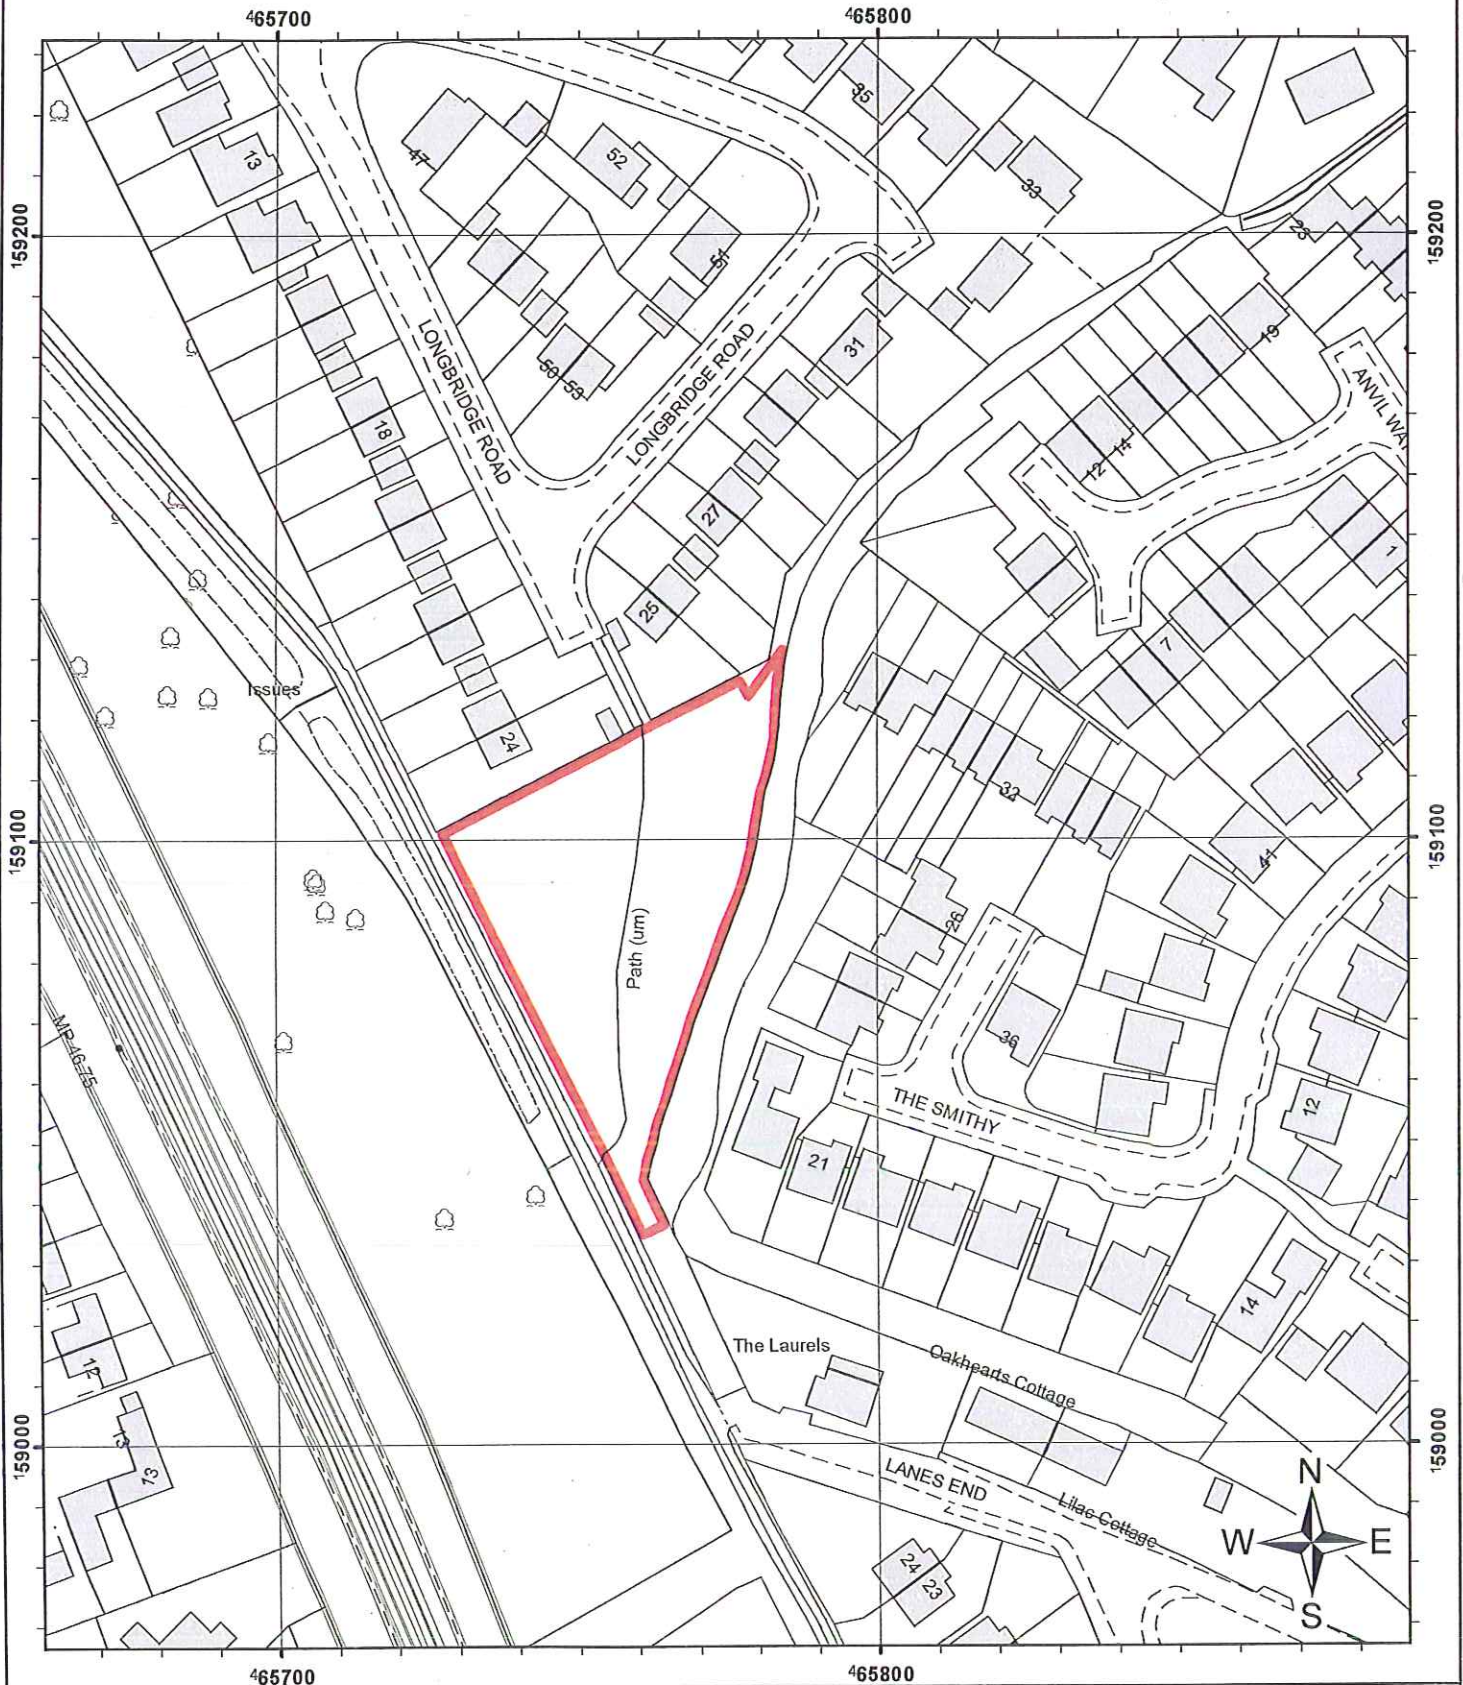 ⁴65700
⁴65800
159200
159200
35
47
52
13
33
28
51
LONGBRIDGE ROAD
LONGBRIDGE ROAD
50
53
31
19
ANVIL WAY
18
12
14
27
1
25
7
Issues
24
32
159100
159100
41
26
Path (um)
36
MP 46.75
THE SMITHY
12
21
14
The Laurels
Oakhearts Cottage
12
13
13
159000
159000
LANES END
Lilac Cottage
N
W
E
S
24
23
⁴65700
⁴65800